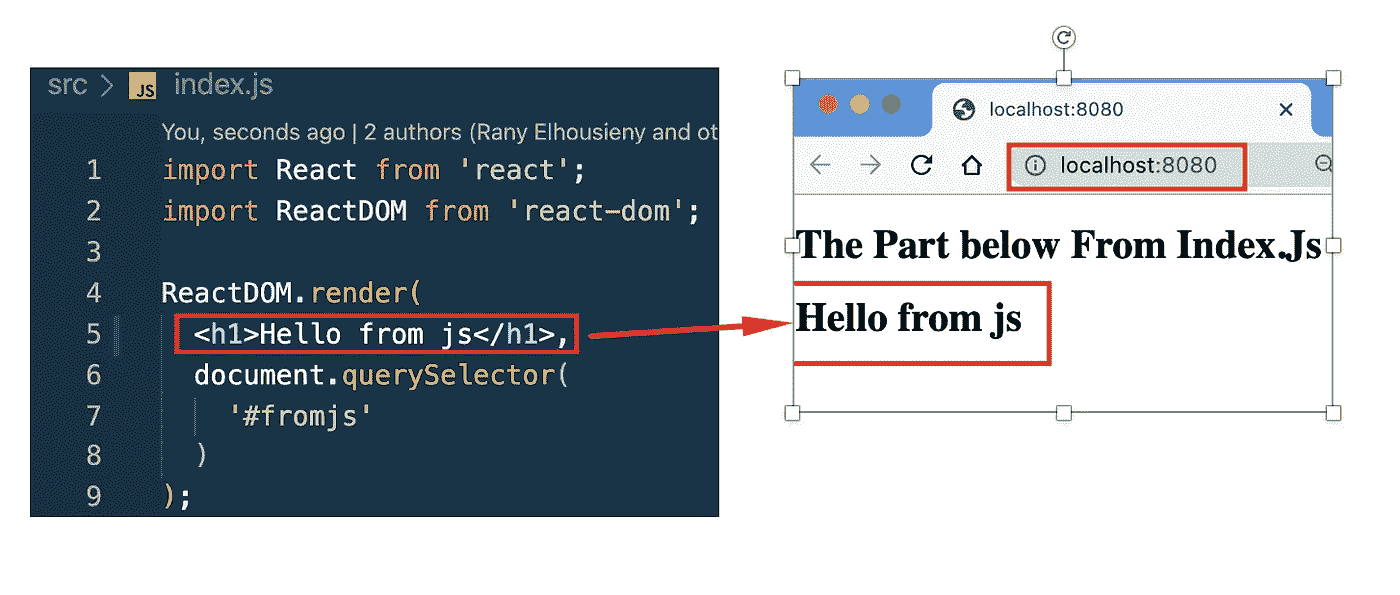 src > JS index.js
You, seconds ago | 2 authors (Rany Elhousieny and ot
1 import React from 'react';
2 import ReactDOM from 'react-dom';
3
4 ReactDOM.render(
5 <h1>Hello from js</h1>,
6 document.querySelector(
7 '#fromjs'
8 )
9 );
localhost:8080
localhost:8080
The Part below From Index.Js
Hello from js